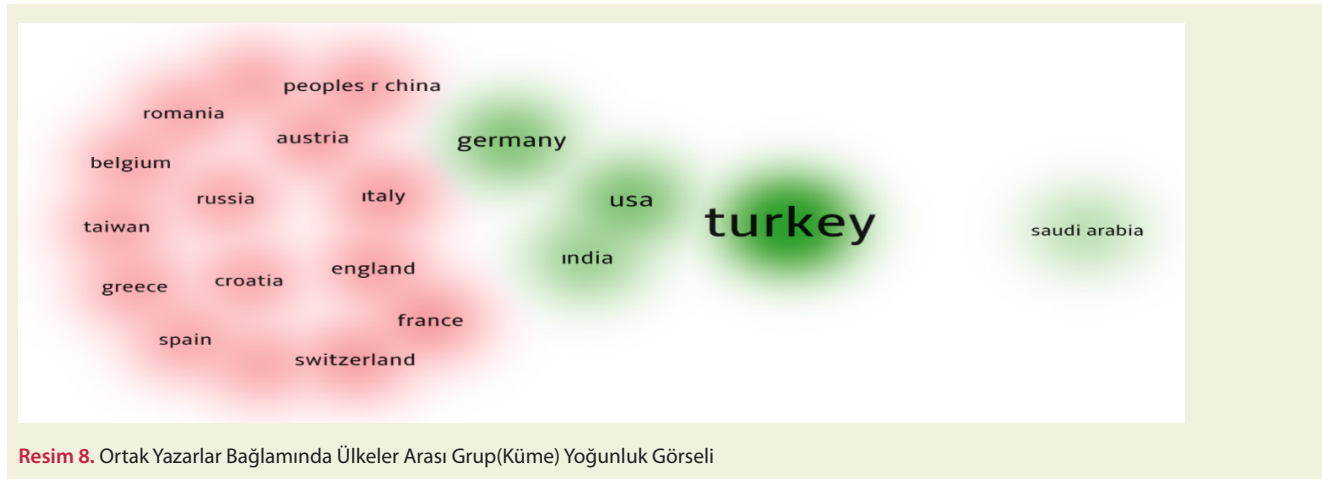 peoples r china
romania
austria
germany
belgium
russia
ıtaly
usa
turkey
taiwan
saudi arabia
ındia
england
croatia
greece
france
spain
switzerland
Resim 8. Ortak Yazarlar Bağlamında Ülkeler Arası Grup(Küme) Yoğunluk Görseli